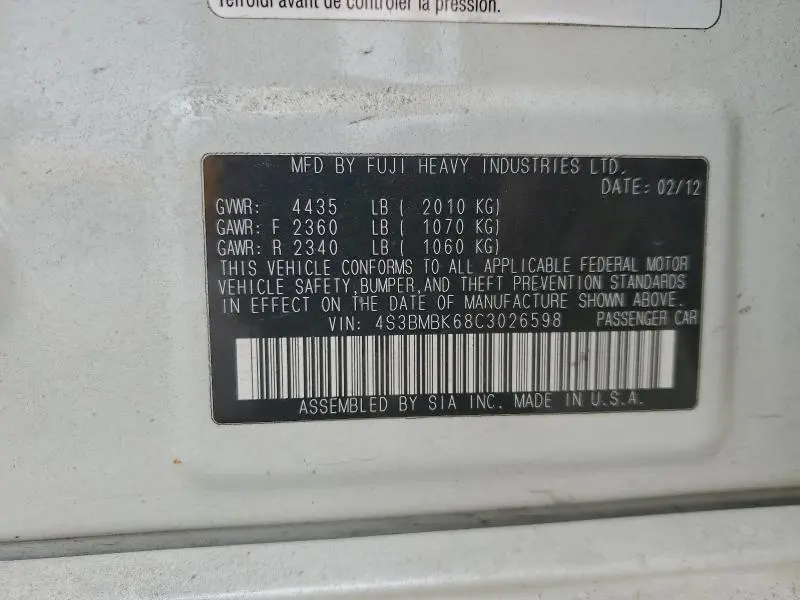 refroidi avant de contrôler la pression.
MFD BY FUJI HEAVY INDUSTRIES LTD.
DATE: 02/12
GVWR: 4435 LB ( 2010 KG)
GAWR: F 2360 LB ( 1070 KG)
GAWR: R 2340 LB ( 1060 KG)
THIS VEHICLE CONFORMS TO ALL APPLICABLE FEDERAL MOTOR
VEHICLE SAFETY,BUMPER,AND THEFT PREVENTION STANDARDS
IN EFFECT ON THE DATE OF MANUFACTURE SHOWN ABOVE.
VIN: 4S3BMBK68C3026598 PASSENGER CAR
ASSEMBLED BY SIA INC. MADE IN U.S.A.